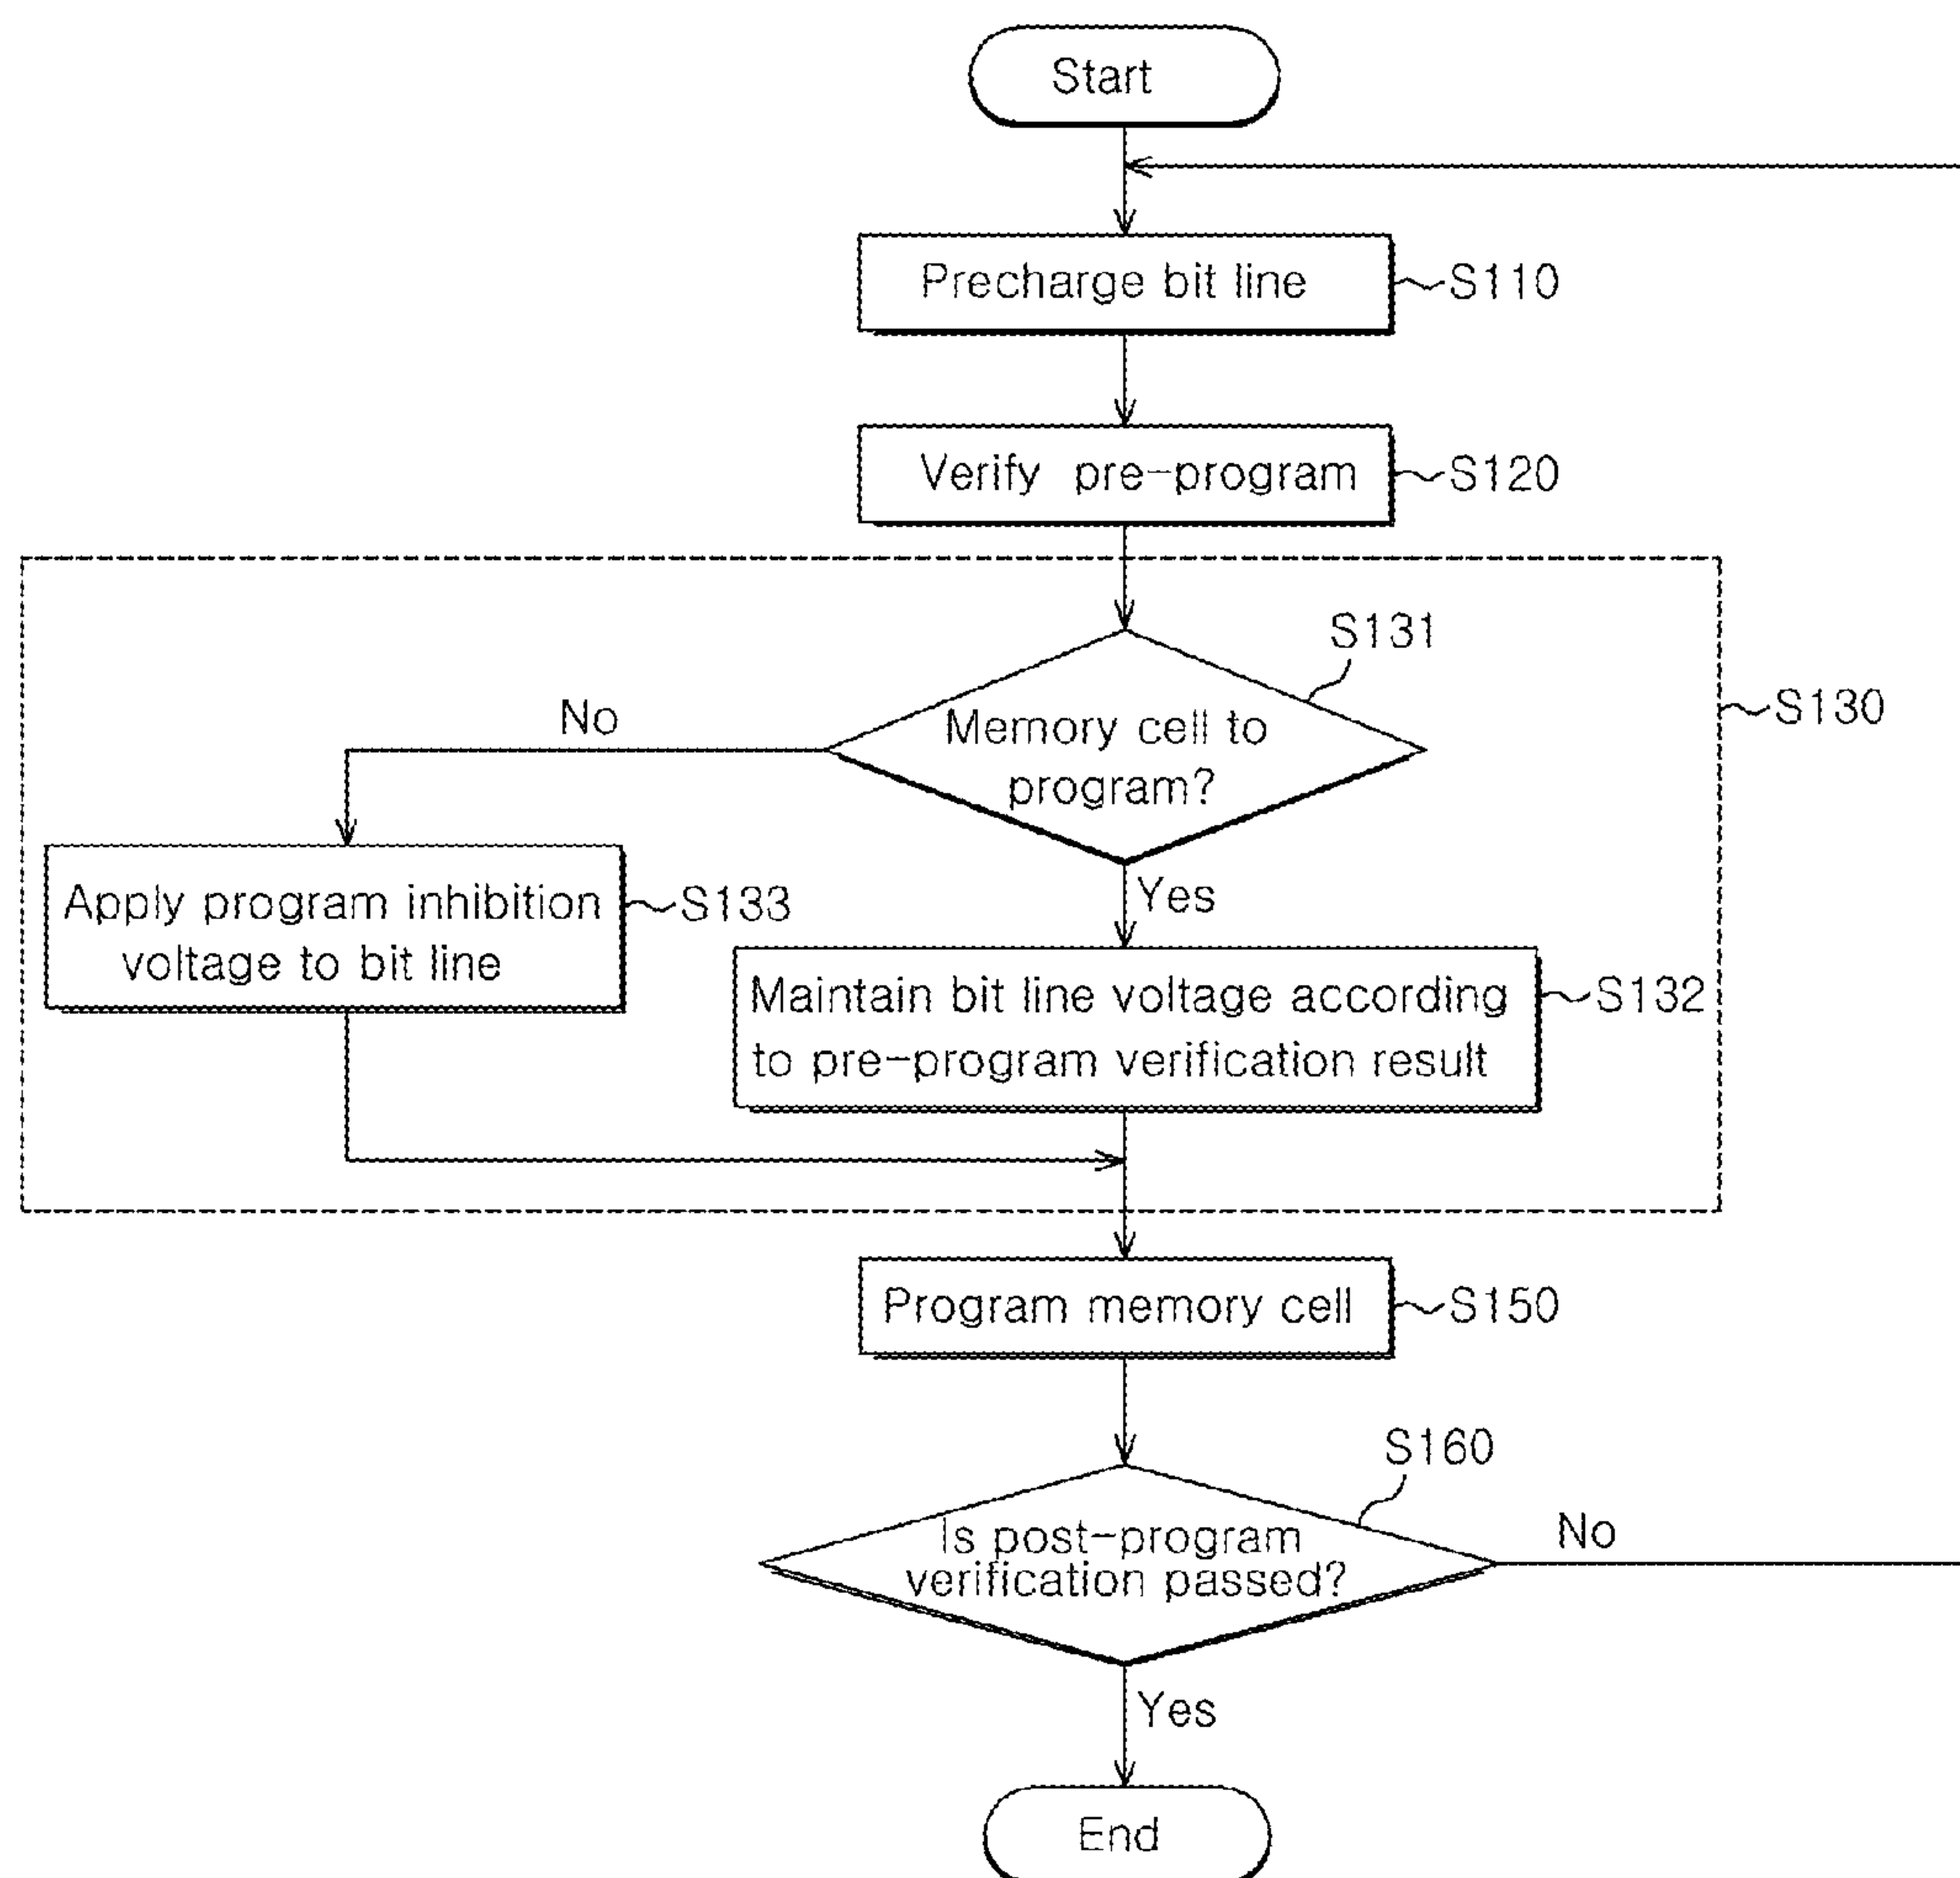 Start
Precharge bit line
S110
Verify pre-program
S120
S131
Memory cell to
program?
No
S130
Apply program inhibition
voltage to bit line
S133
Yes
Maintain bit line voltage according
to pre-program verification result
S132
Program memory cell
S150
S160
Is post-program
verification passed?
No
Yes
End